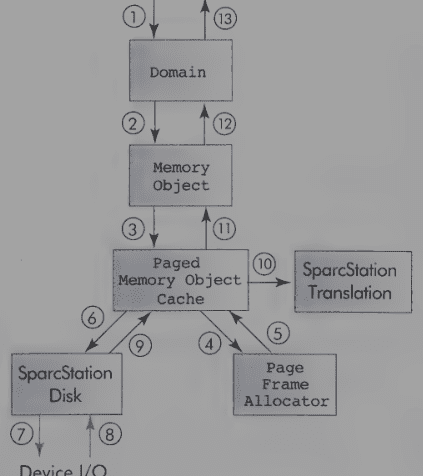 1
13
Domain
2
12
Memory
Object
3
11
Paged
Memory Object
Cache
10
SparcStation
Translation
6
9
4
5
SparcStation
Disk
Page
Frame
Allocator
7
8
Device I/O